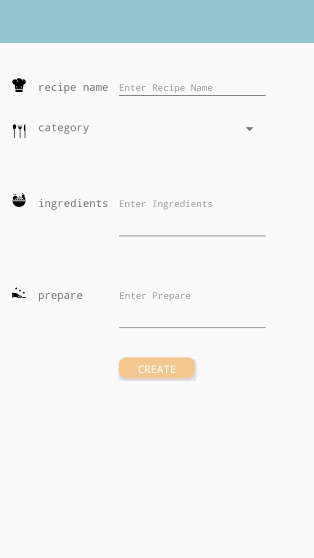 recipe name Enter Recipe Name
category
ingredients Enter Ingredients
prepare Enter Prepare
CREATE